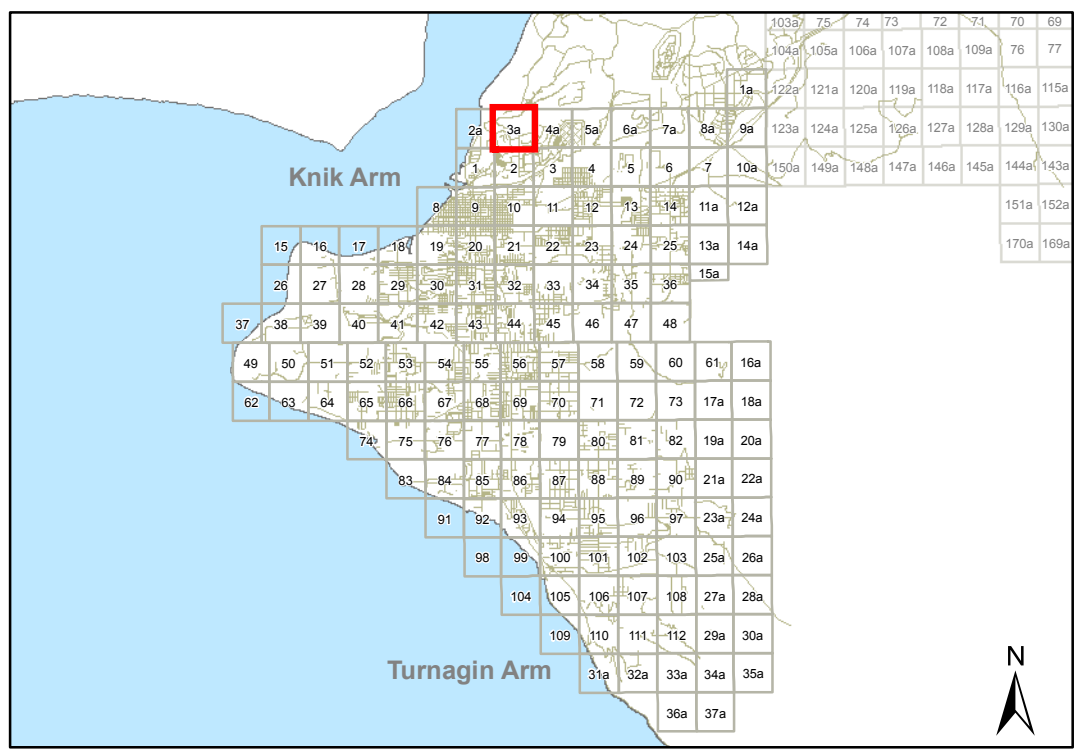 103a 75 74 73 72 71 70 69
104a 105a 106a 107a 108a 109a 76 77
1a 122a 121a 120a 119a 118a 117a 116a 115a
2a 3a 4a 5a 6a 7a 8a 9a 123a 124a 125a 126a 127a 128a 129a 130a
1 2 3 4 5 6 7 10a 150a 149a 148a 147a 146a 145a 144a 143a
Knik Arm
8 9 10 11 12 13 14 11a 12a 151a 152a
15 16 17 18 19 20 21 22 23 24 25 13a 14a 170a 169a
15a
26 27 28 29 30 31 32 33 34 35 36
37 38 39 40 41 42 43 44 45 46 47 48
49 50 51 52 53 54 55 56 57 58 59 60 61 16a
62 63 64 65 66 67 68 69 70 71 72 73 17a 18a
74 75 76 77 78 79 80 81 82 19a 20a
83 84 85 86 87 88 89 90 21a 22a
91 92 93 94 95 96 97 23a 24a
98 99 100 101 102 103 25a 26a
104 105 106 107 108 27a 28a
109 110 111 112 29a 30a
Turnagin Arm
N
31a 32a 33a 34a 35a
36a 37a